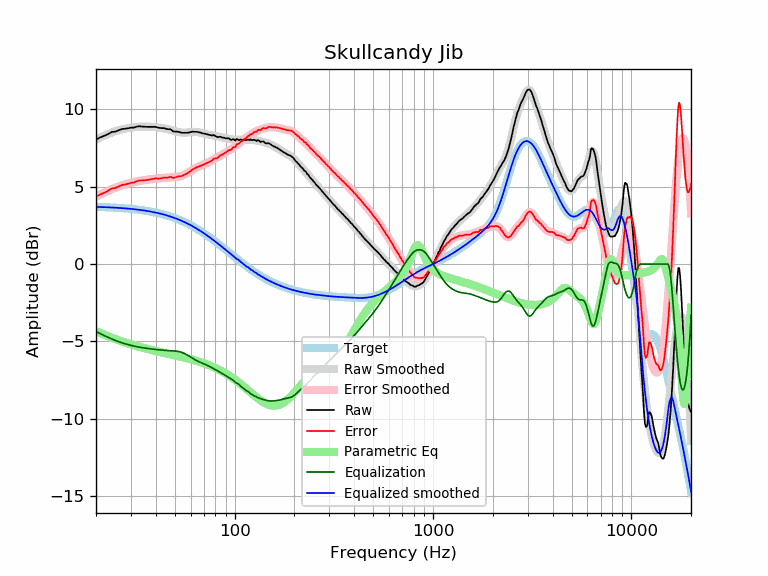 Skullcandy Jib
10
5
0
−5
−10
−15
Amplitude (dBr)
Target
Raw Smoothed
Error Smoothed
Raw
Error
Parametric Eq
Equalization
Equalized smoothed
100
1000
10000
Frequency (Hz)